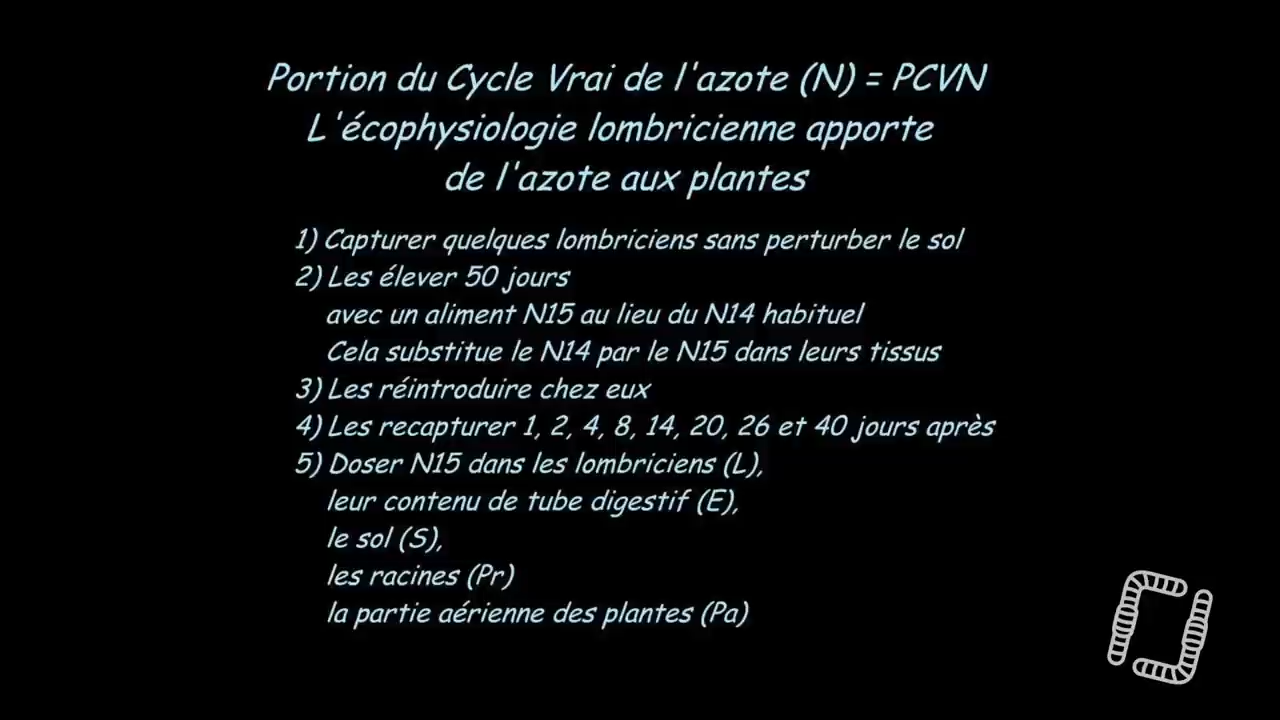 Portion du Cycle Vrai de l'azote (N) = PCVN
L'écophysiologie lombricienne apporte
de l'azote aux plantes
1) Capturer quelques lombriciens sans perturber le sol
2) Les élever 50 jours
avec un aliment N15 au lieu du N14 habituel
Cela substitue le N14 par le N15 dans leurs tissus
3) Les réintroduire chez eux
4) Les recapturer 1, 2, 4, 8, 14, 20, 26 et 40 jours après
5) Doser N15 dans les lombriciens (L),
leur contenu de tube digestif (E),
le sol (S),
les racines (Pr)
la partie aérienne des plantes (Pa)